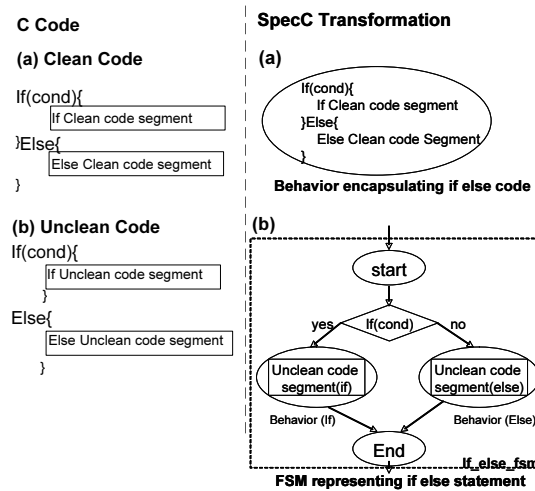 C Code
(a) Clean Code
If(cond){
If Clean code segment
}Else{
Else Clean code segment
}
(b) Unclean Code
If(cond){
If Unclean code segment
}
Else{
Else Unclean code segment
}
SpecC Transformation
(a)
If(cond){
If Clean code segment
}Else{
Else Clean code Segment
}
Behavior encapsulating if else code
(b)
start
If(cond)
yes
no
Unclean code
segment(if)
Unclean code
segment(else)
Behavior (If)
Behavior (Else)
End
If_else_fsm
FSM representing if else statement